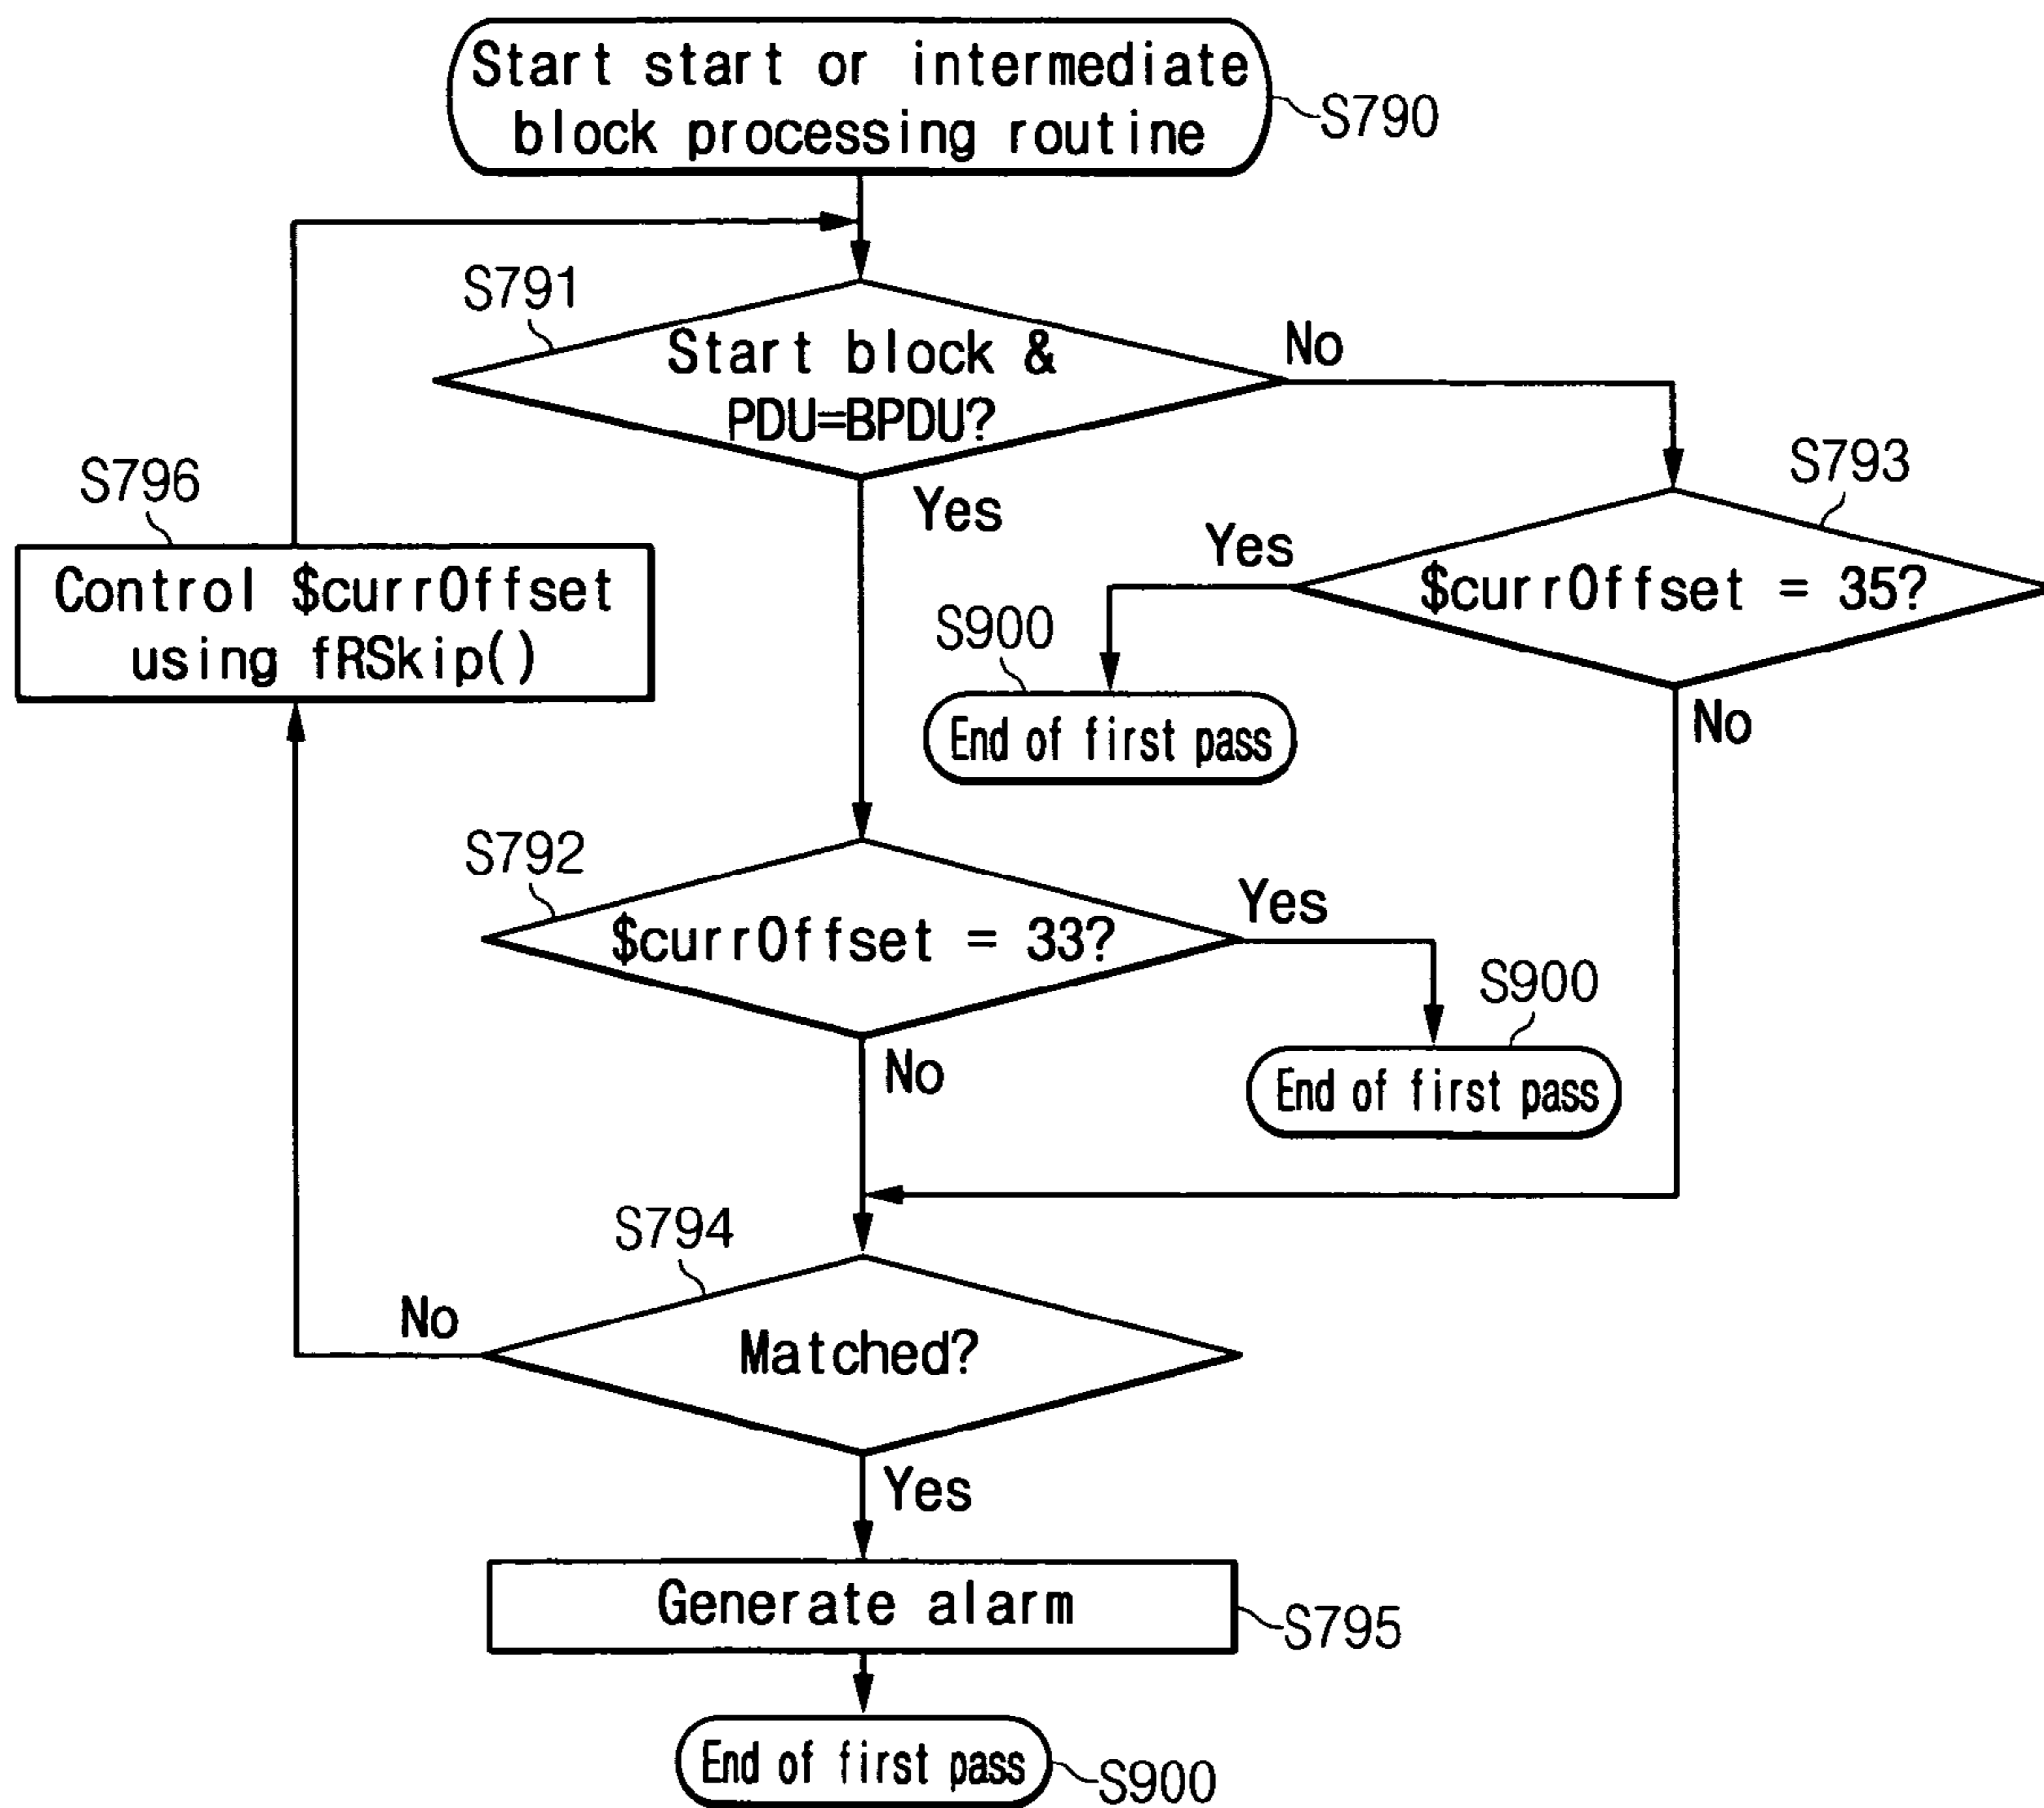 Start start or intermediate
block processing routine
S790
S791
Start block &
PDU=BPDU?
No
Yes
S796
Control $currOffset
using fRSkip()
S793
Yes
$currOffset = 35?
No
S900
End of first pass
S792
$currOffset = 33?
Yes
No
S900
End of first pass
S794
No
Matched?
Yes
Generate alarm
S795
End of first pass
S900